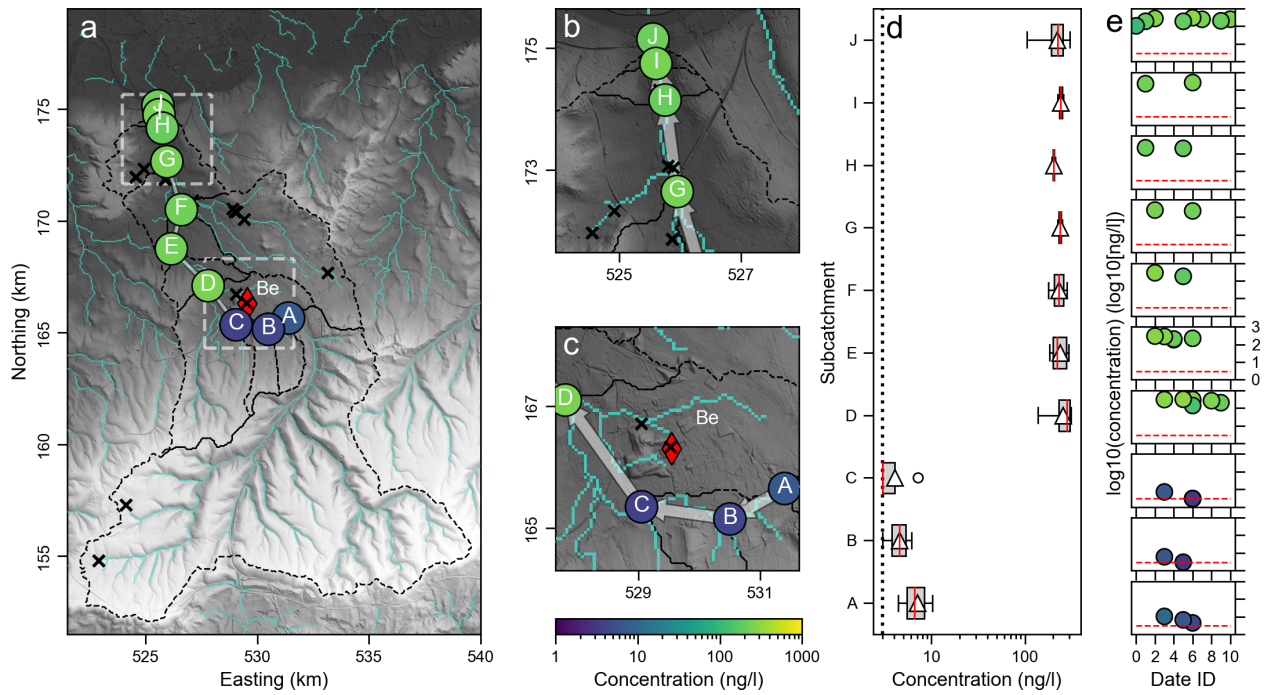 a
175
170
165
160
155
Northing (km)
525
530
535
540
Easting (km)
J
H
G
F
E
D
Be
C
B
A
b
175
173
525
527
J
I
H
G
c
167
165
529
531
D
Be
C
B
A
1
10
100
1000
Concentration (ng/l)
d
Subcatchment
J
I
H
G
F
E
D
C
B
A
10
100
Concentration (ng/l)
e
log10(concentration) (log10[ng/l])
3
2
1
0
0 2 4 6 8 10
Date ID